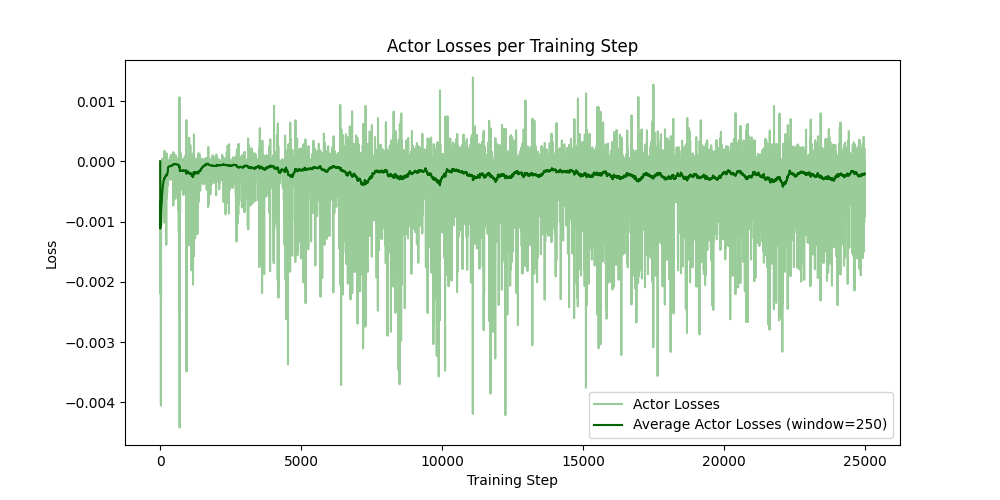 Actor Losses per Training Step
Loss
0.001
0.000
−0.001
−0.002
−0.003
−0.004
0 5000 10000 15000 20000 25000
Training Step
Actor Losses
Average Actor Losses (window=250)